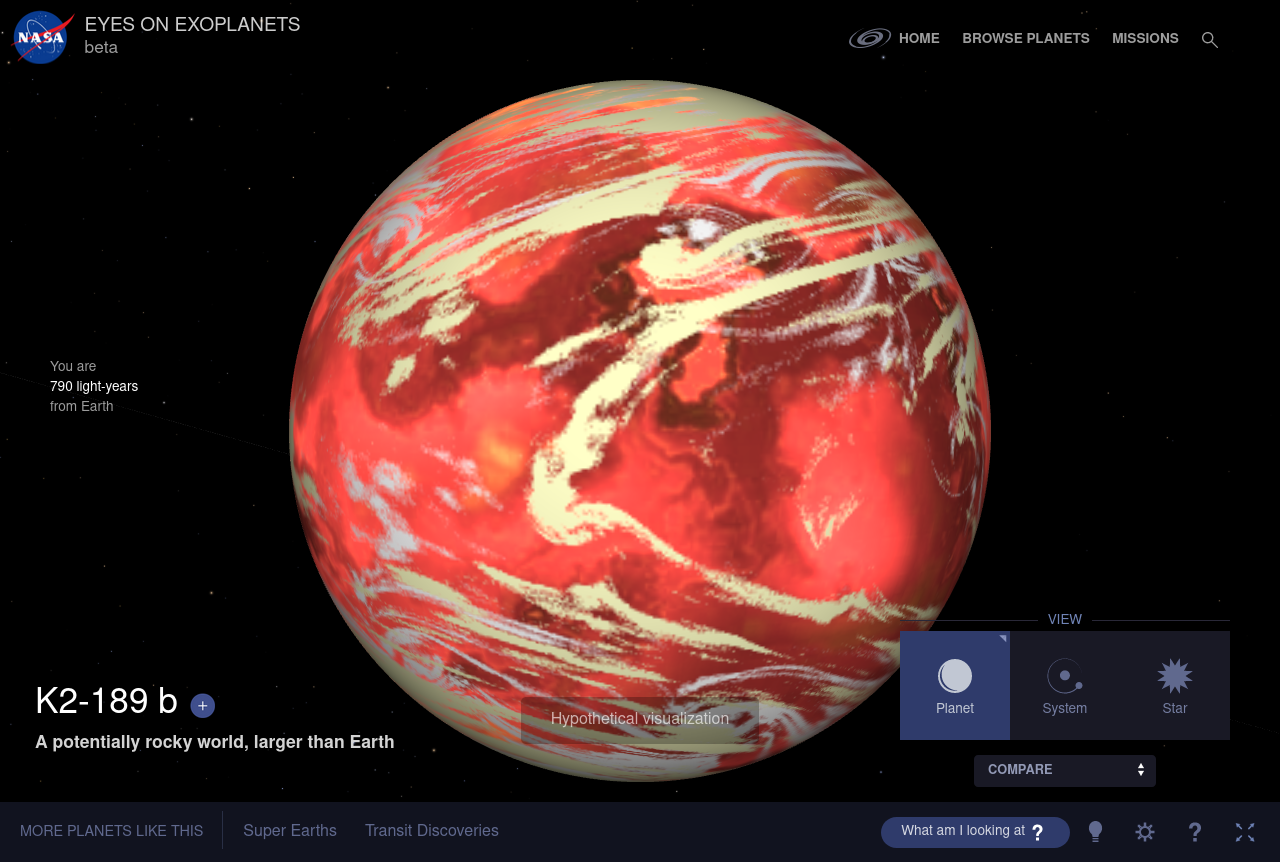 NASA
EYES ON EXOPLANETS
beta
HOME
BROWSE PLANETS
MISSIONS
You are
790 light-years
from Earth
VIEW
Planet
System
Star
K2-189 b +
A potentially rocky world, larger than Earth
Hypothetical visualization
COMPARE
MORE PLANETS LIKE THIS
Super Earths
Transit Discoveries
What am I looking at ?
?